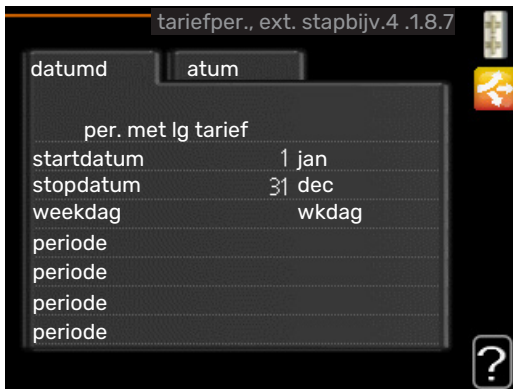 tariefper., ext. stapbijv.4 .1.8.7
datumd atum
per. met lg tarief
startdatum 1 jan
stopdatum 31 dec
weekdag wkdag
periode
periode
periode
periode
?